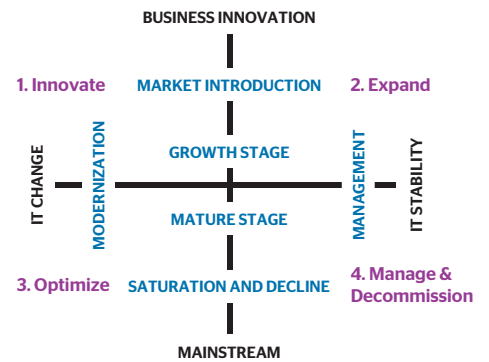 BUSINESS INNOVATION
1. Innovate
MARKET INTRODUCTION
2. Expand
GROWTH STAGE
IT CHANGE
MODERNIZATION
MANAGEMENT
IT STABILITY
MATURE STAGE
3. Optimize
SATURATION AND DECLINE
4. Manage &
Decommission
MAINSTREAM